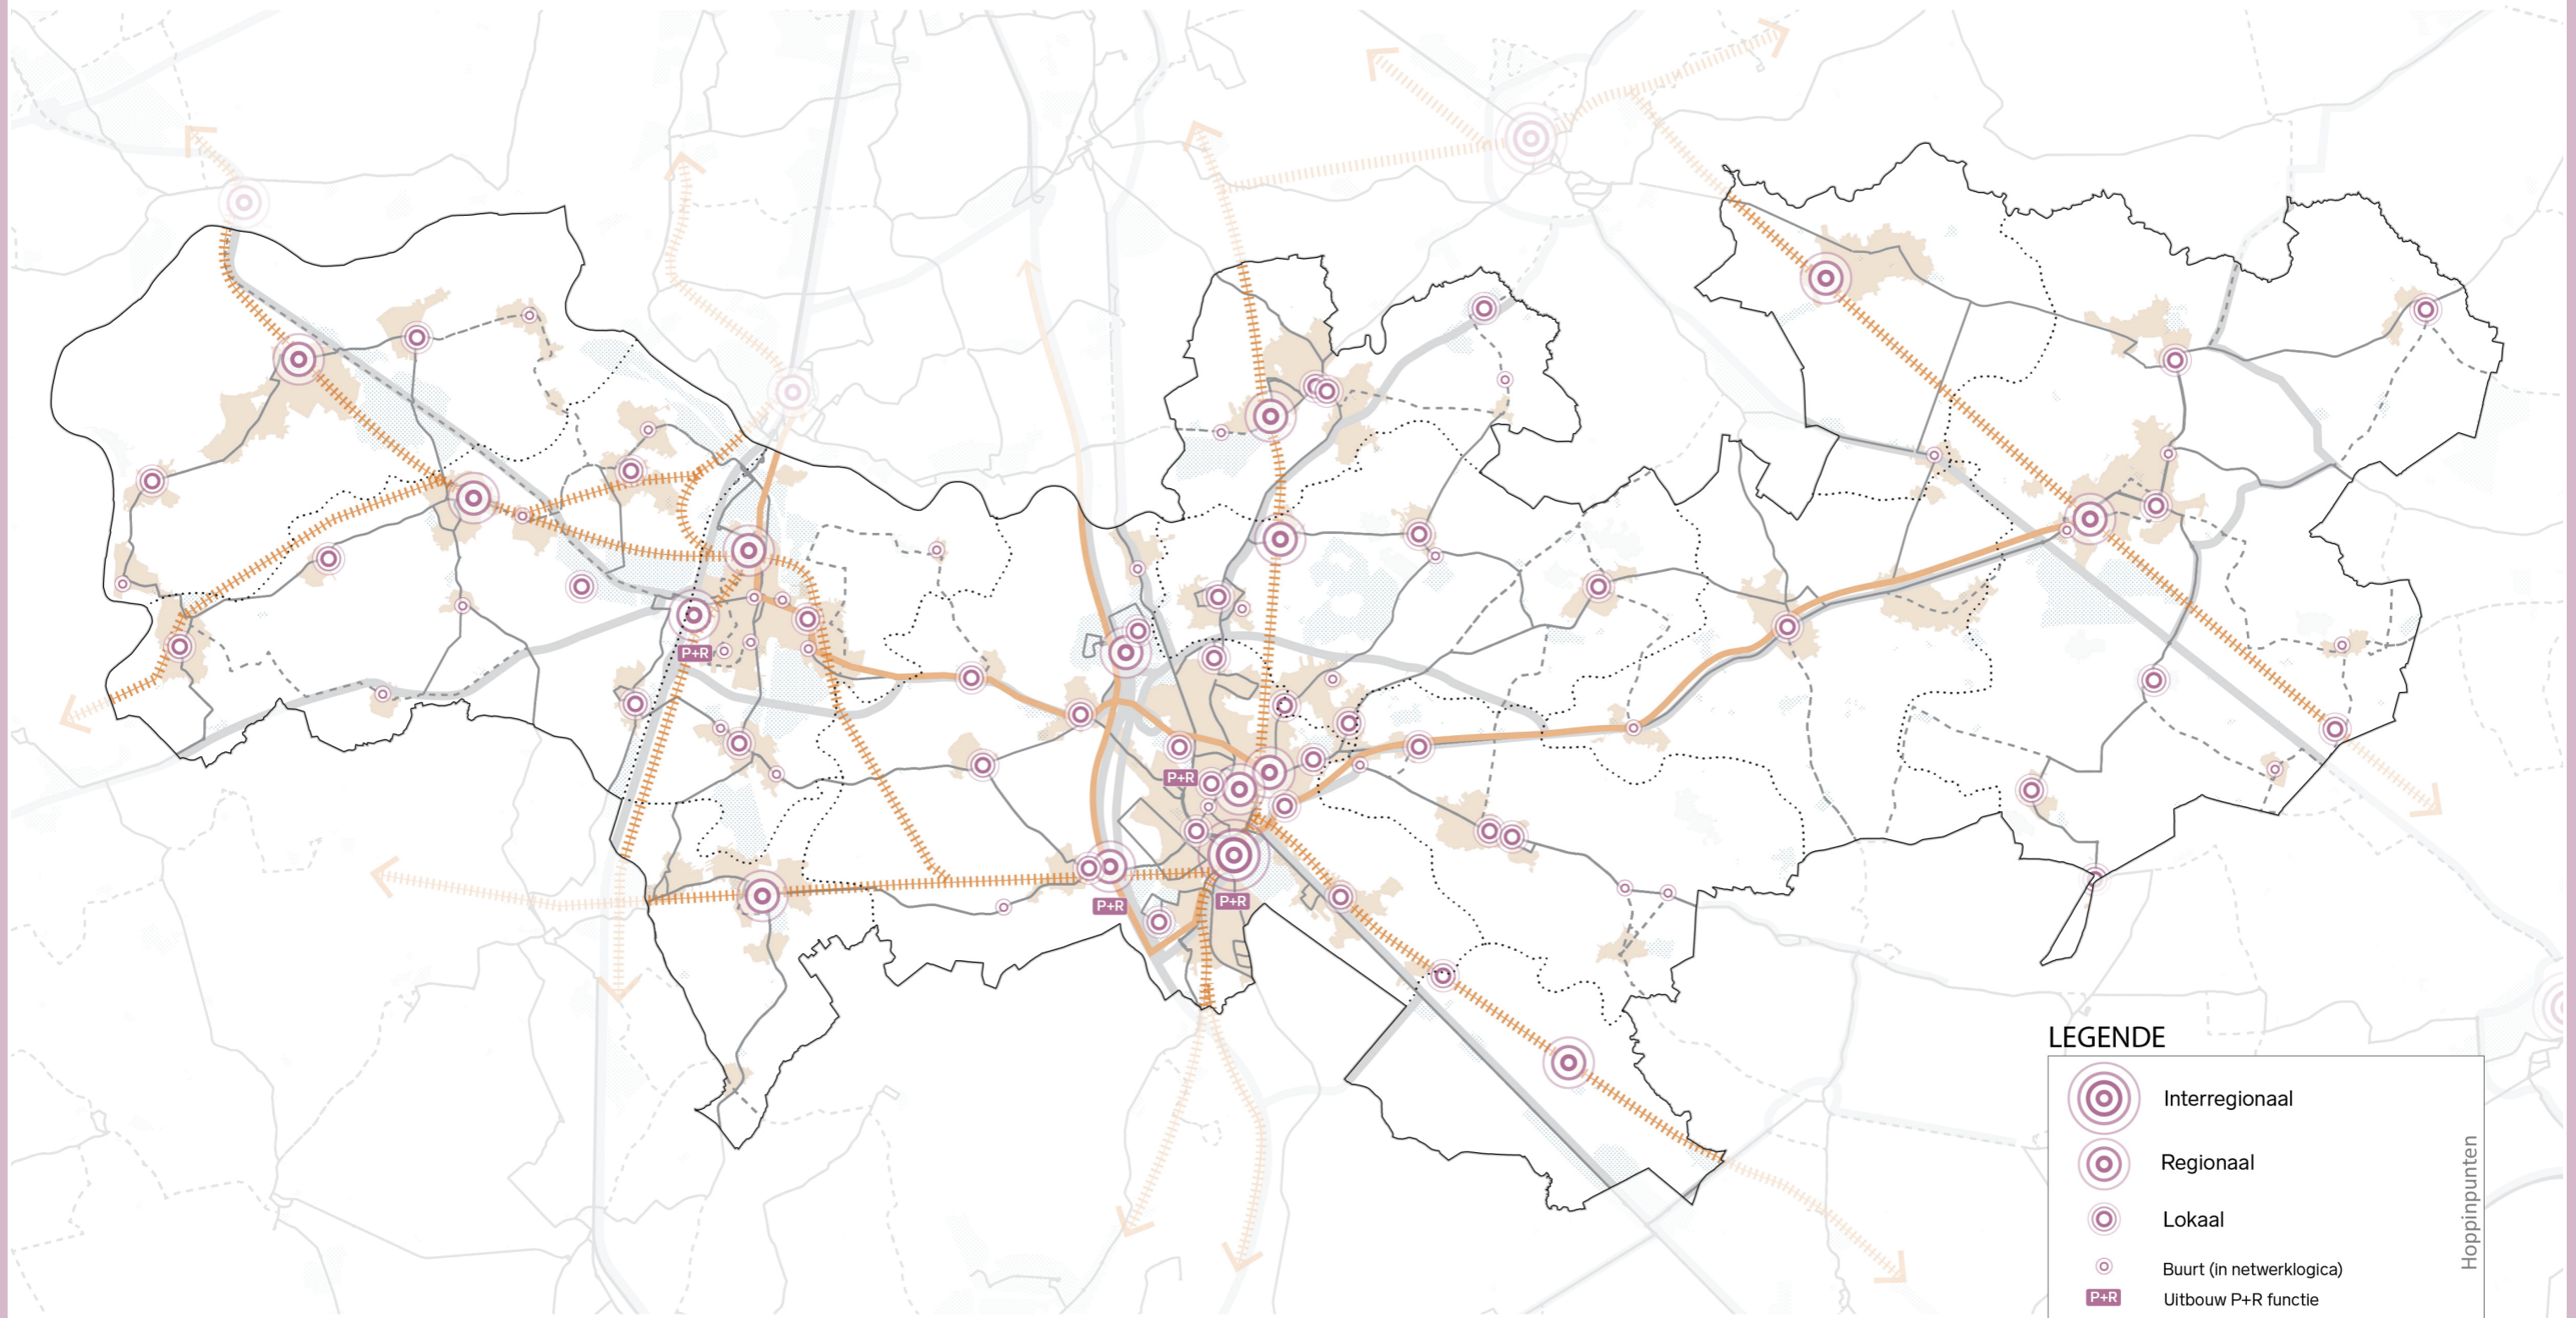 P+R
P+R
P+R
P+R
LEGENDE
Interregionaal
Regionaal
Lokaal
Buurt (in netwerklogica)
P+R
Uitbouw P+R functie
Hoppinpunten